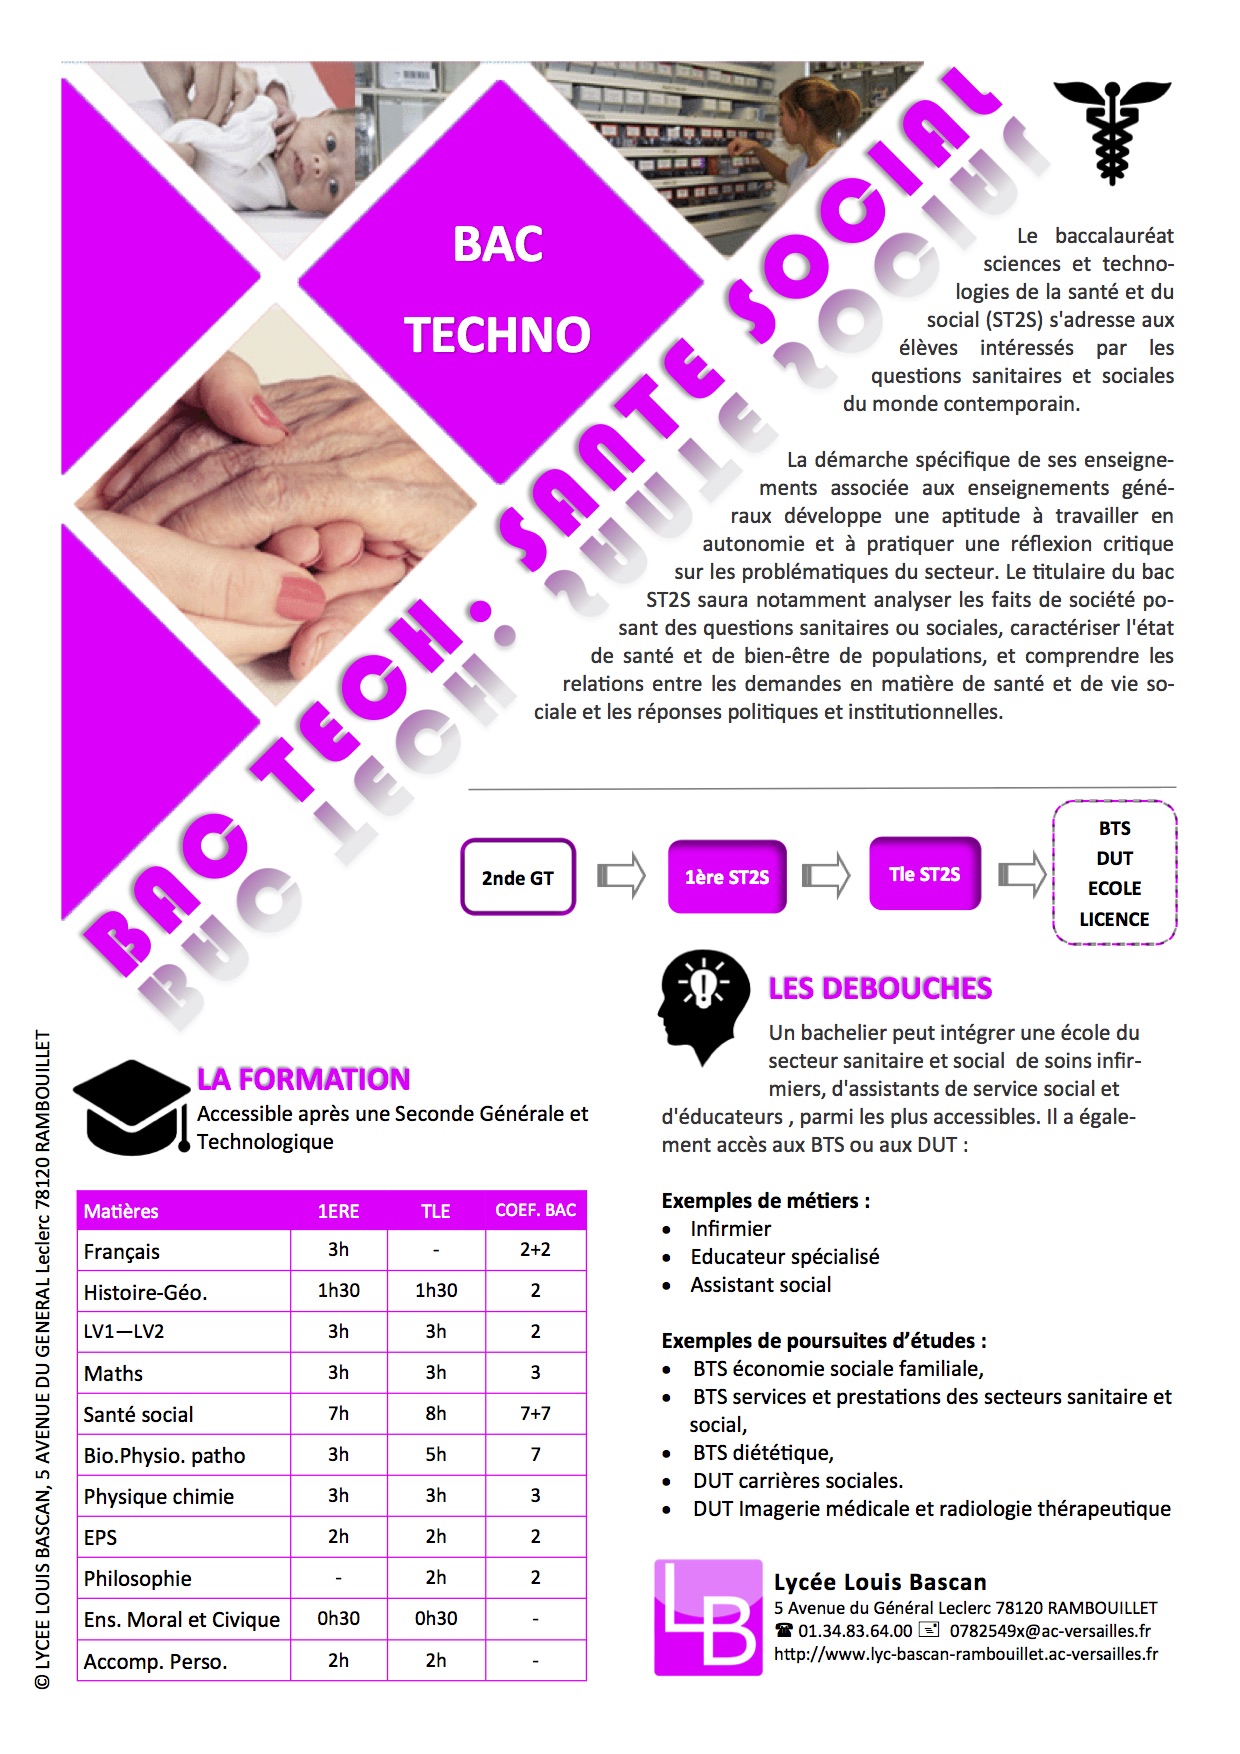 BAC
TECHNO
BAC TECH: SANTE SOCIAL
Le baccalauréat
sciences et techno-
logies de la santé et du
social (ST2S) s'adresse aux
élèves intéressés par les
questions sanitaires et sociales
du monde contemporain.
La démarche spécifique de ses enseigne-
ments associée aux enseignements géné-
raux développe une aptitude à travailler en
autonomie et à pratiquer une réflexion critique
sur les problématiques du secteur. Le titulaire du bac
ST2S saura notamment analyser les faits de société po-
sant des questions sanitaires ou sociales, caractériser l'état
de santé et de bien-être de populations, et comprendre les
relations entre les demandes en matière de santé et de vie so-
ciale et les réponses politiques et institutionnelles.
2nde GT
1ère ST2S
Tle ST2S
BTS
DUT
ECOLE
LICENCE
LES DEBOUCHES
Un bachelier peut intégrer une école du
secteur sanitaire et social de soins infir-
miers, d'assistants de service social et
d'éducateurs , parmi les plus accessibles. Il a égale-
ment accès aux BTS ou aux DUT :
Exemples de métiers :
• Infirmier
• Educateur spécialisé
• Assistant social
Exemples de poursuites d’études :
• BTS économie sociale familiale,
• BTS services et prestations des secteurs sanitaire et
social,
• BTS diététique,
• DUT carrières sociales.
• DUT Imagerie médicale et radiologie thérapeutique
LA FORMATION
Accessible après une Seconde Générale et
Technologique
Matières 1ERE TLE COEF. BAC
Français 3h - 2+2
Histoire-Géo. 1h30 1h30 2
LV1—LV2 3h 3h 2
Maths 3h 3h 3
Santé social 7h 8h 7+7
Bio.Physio. patho 3h 5h 7
Physique chimie 3h 3h 3
EPS 2h 2h 2
Philosophie - 2h 2
Ens. Moral et Civique 0h30 0h30 -
Accomp. Perso. 2h 2h -
LB
Lycée Louis Bascan
5 Avenue du Général Leclerc 78120 RAMBOUILLET
☎ 01.34.83.64.00 🖃 0782549x@ac-versailles.fr
http://www.lyc-bascan-rambouillet.ac-versailles.fr
© LYCEE LOUIS BASCAN, 5 AVENUE DU GENERAL Leclerc 78120 RAMBOUILLET